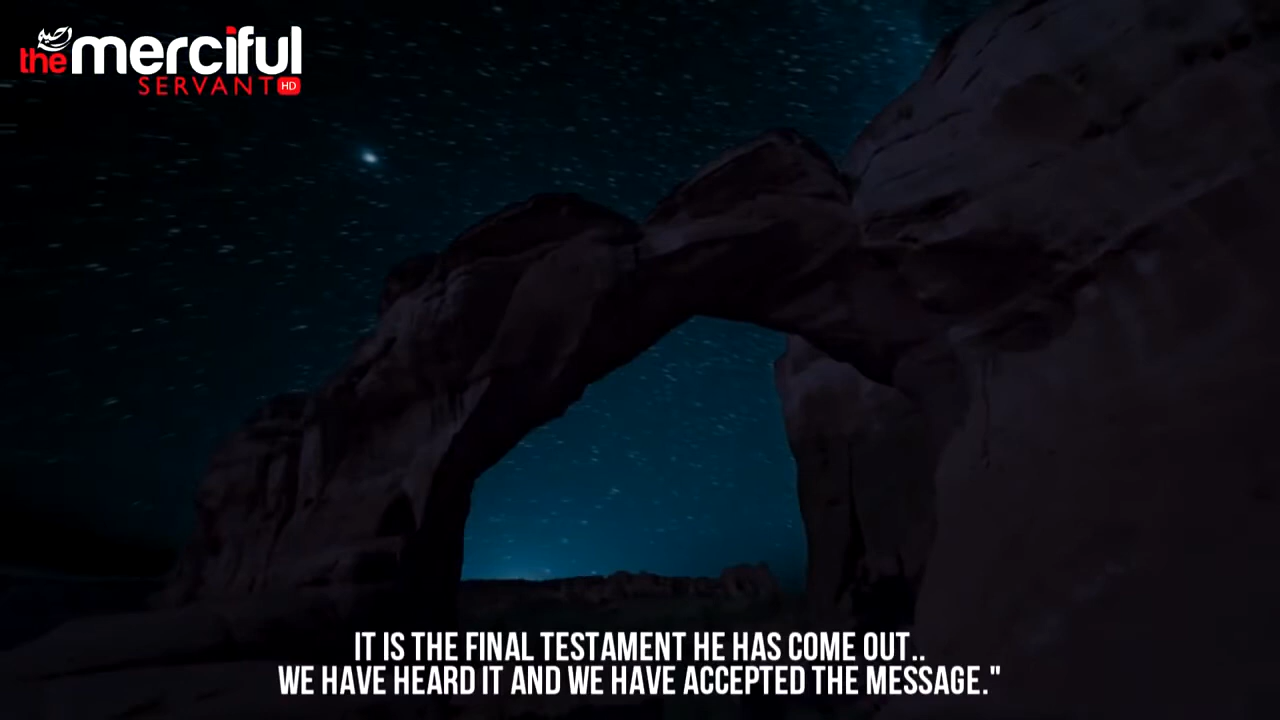 the merciful
SERVANT HD
IT IS THE FINAL TESTAMENT HE HAS COME OUT..
WE HAVE HEARD IT AND WE HAVE ACCEPTED THE MESSAGE."